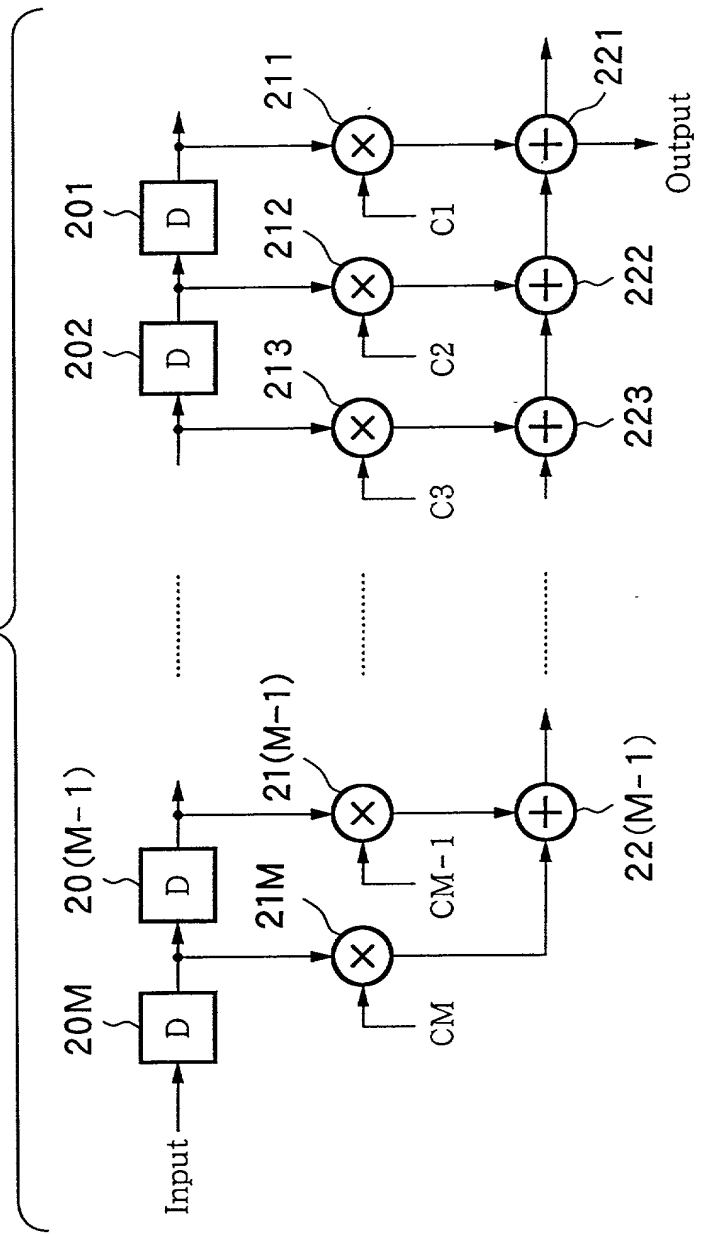 20M
20(M-1)
202
201
Input
D
D
D
D
21M
21(M-1)
213
212
211
×
×
×
×
×
CM
CM-1
C3
C2
C1
+
+
+
+
22(M-1)
223
222
221
Output